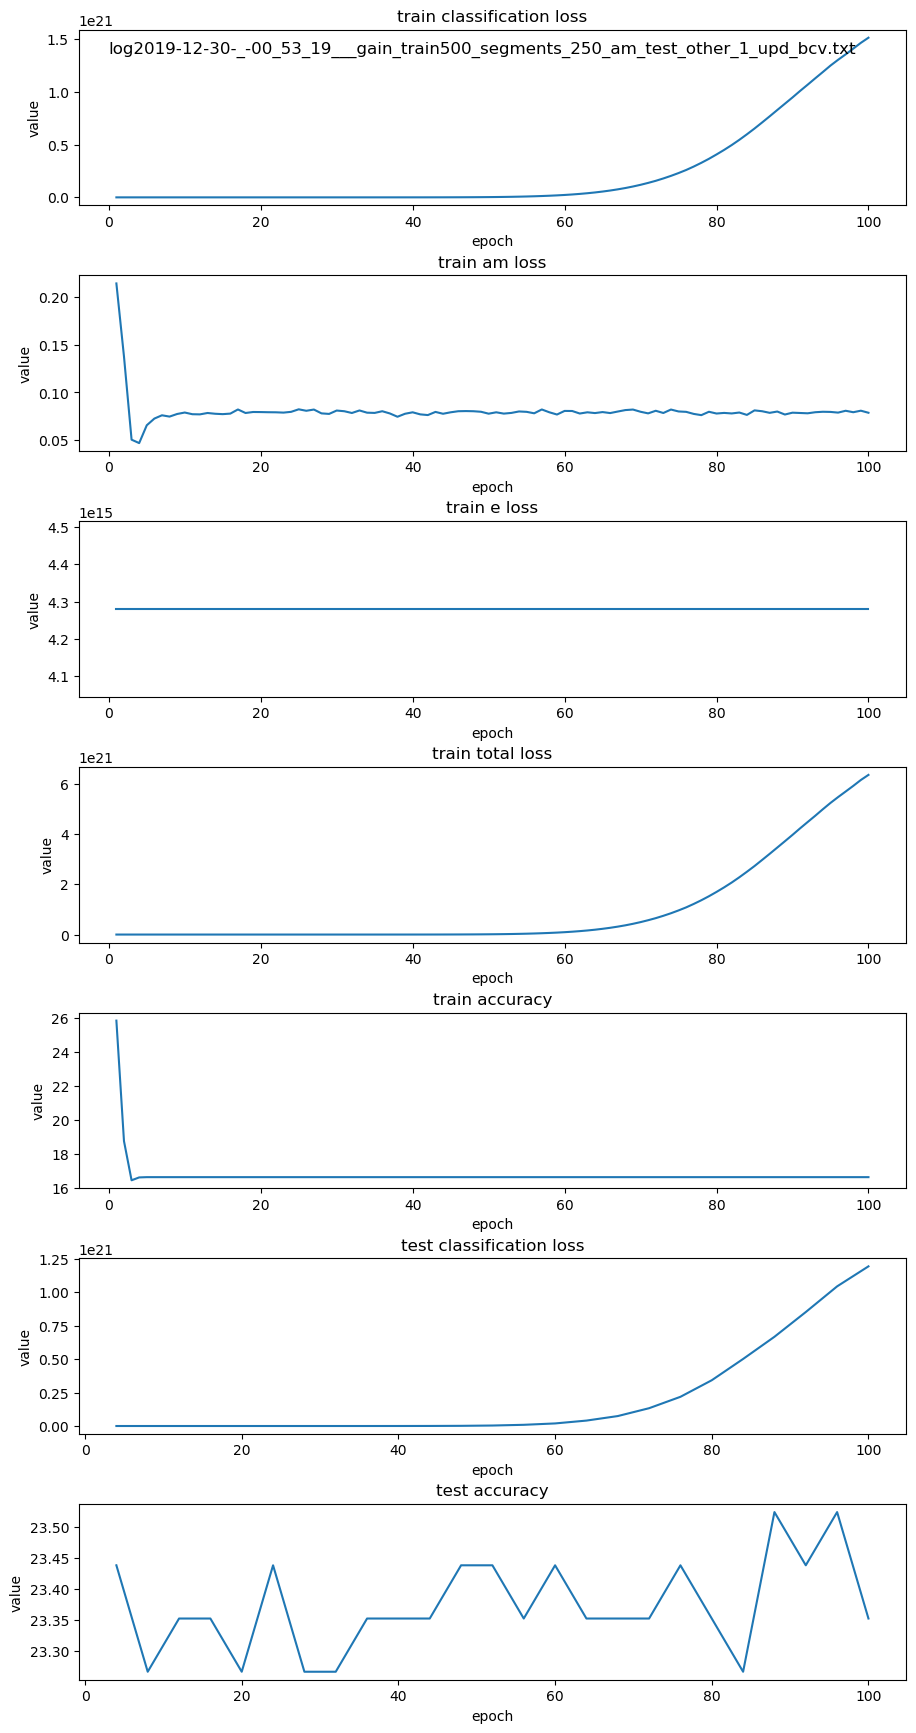 train classification loss
1e21
log2019-12-30-_-00_53_19___gain_train500_segments_250_am_test_other_1_upd_bcv.txt
1.5
1.0
0.5
0.0
value
0 20 40 60 80 100
epoch
train am loss
0.20
0.15
0.10
0.05
value
0 20 40 60 80 100
epoch
train e loss
1e15
4.5
4.4
4.3
4.2
4.1
value
0 20 40 60 80 100
epoch
train total loss
1e21
6
4
2
0
value
0 20 40 60 80 100
epoch
train accuracy
26
24
22
20
18
16
value
0 20 40 60 80 100
epoch
test classification loss
1e21
1.25
1.00
0.75
0.50
0.25
0.00
value
0 20 40 60 80 100
epoch
test accuracy
23.50
23.45
23.40
23.35
23.30
value
0 20 40 60 80 100
epoch